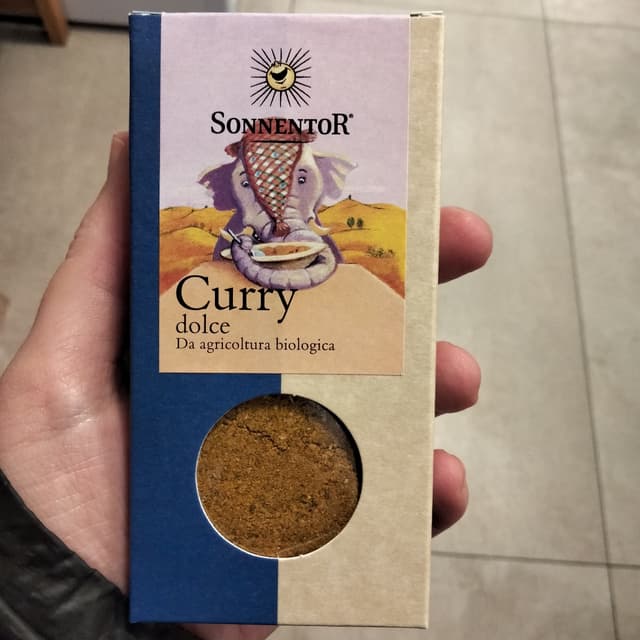 SONNENTOR®
Curry
dolce
Da agricoltura biologica